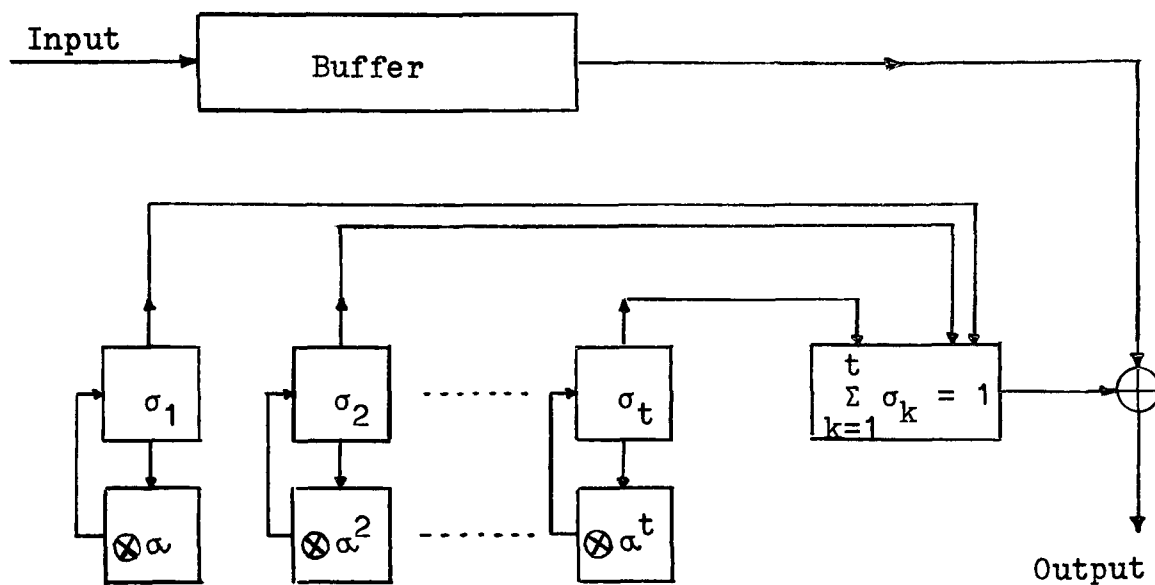 Input
Buffer
t
σ₁ σ₂ ........ σₜ Σ σₖ = 1
k=1
⊗ α ⊗ α² ........ ⊗ αᵗ
Output